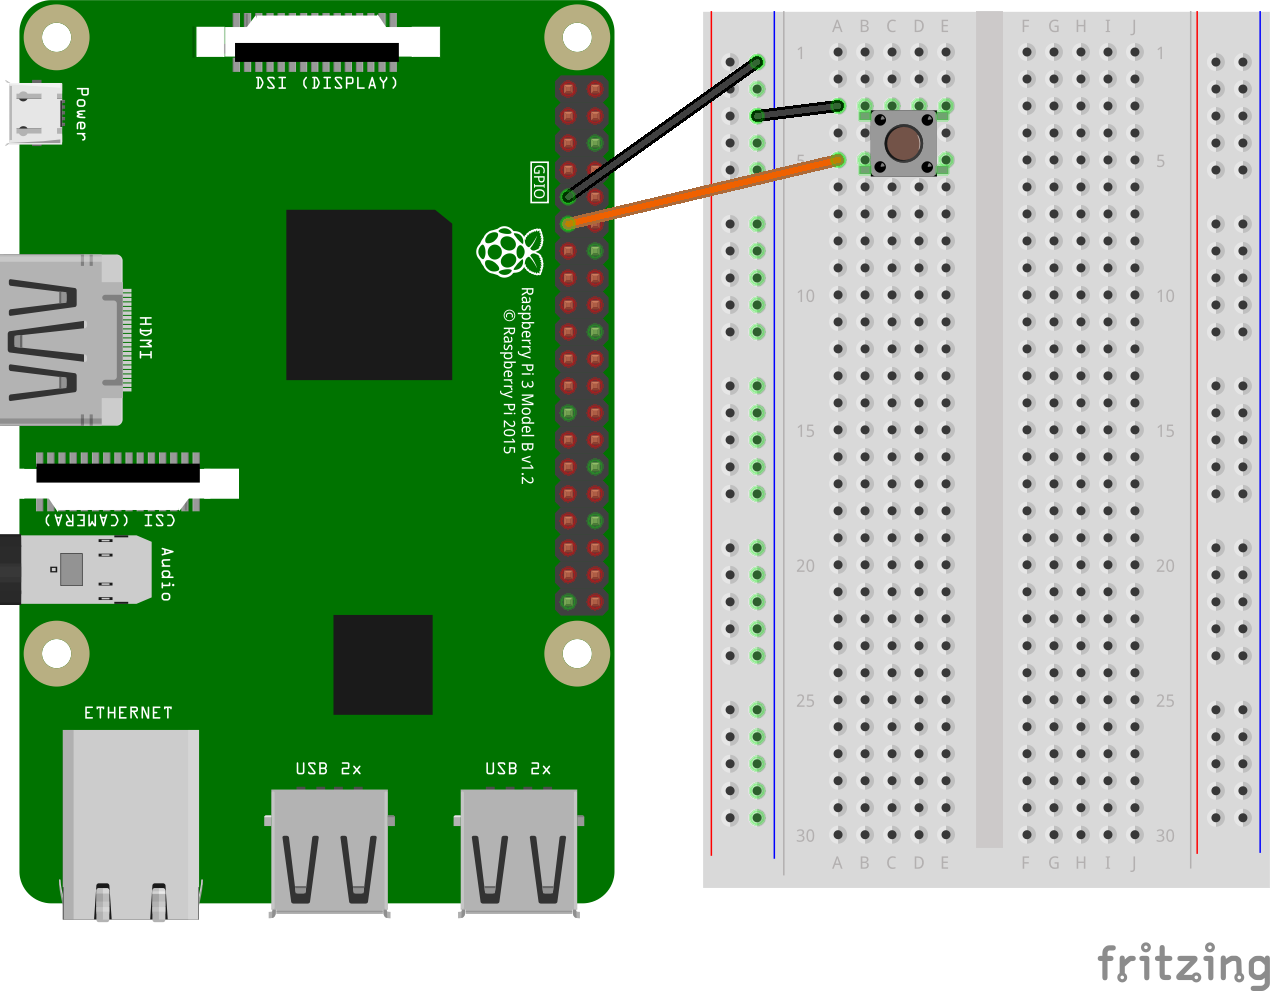 DSI (DISPLAY)
Power
GPIO
Raspberry Pi 3 Model B v1.2
© Raspberry Pi 2015
HDMI
CSI (CAMERA)
Audio
ETHERNET
USB 2x
USB 2x
A B C D E F G H I J
1 1
5 5
10 10
15 15
20 20
25 25
30 30
A B C D E F G H I J
fritzing